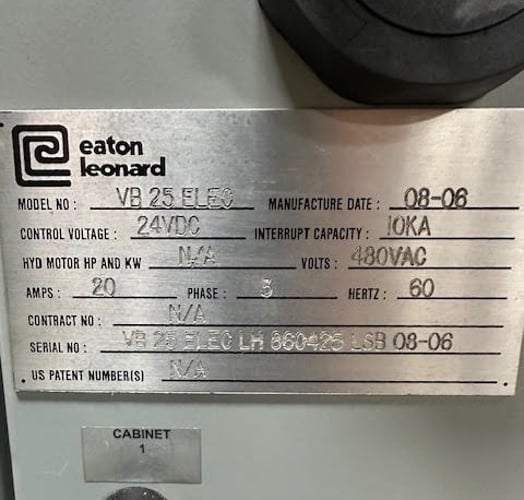 eaton
leonard
MODEL NO : VB 25 ELEC MANUFACTURE DATE : 08-06
CONTROL VOLTAGE : 24VDC INTERRUPT CAPACITY : 10KA
HYD MOTOR HP AND KW N/A VOLTS : 480VAC
AMPS : 20 PHASE : 3 HERTZ : 60
CONTRACT NO : N/A
SERIAL NO : VB 25 ELEC LH 860425 LSB 08-06
US PATENT NUMBER(S) N/A
CABINET
1